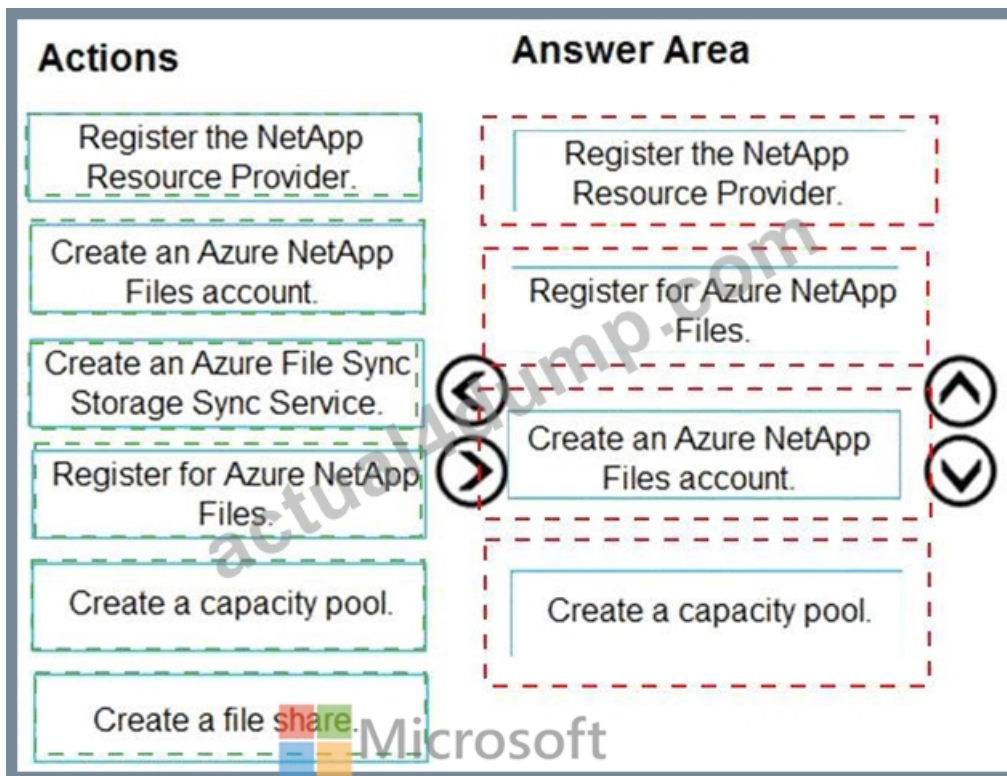 Actions
Register the NetApp
Resource Provider.
Create an Azure NetApp
Files account.
Create an Azure File Sync
Storage Sync Service.
Register for Azure NetApp
Files.
Create a capacity pool.
Create a file share.
Answer Area
Register the NetApp
Resource Provider.
Register for Azure NetApp
Files.
Create an Azure NetApp
Files account.
Create a capacity pool.
actual4dump.com
Microsoft